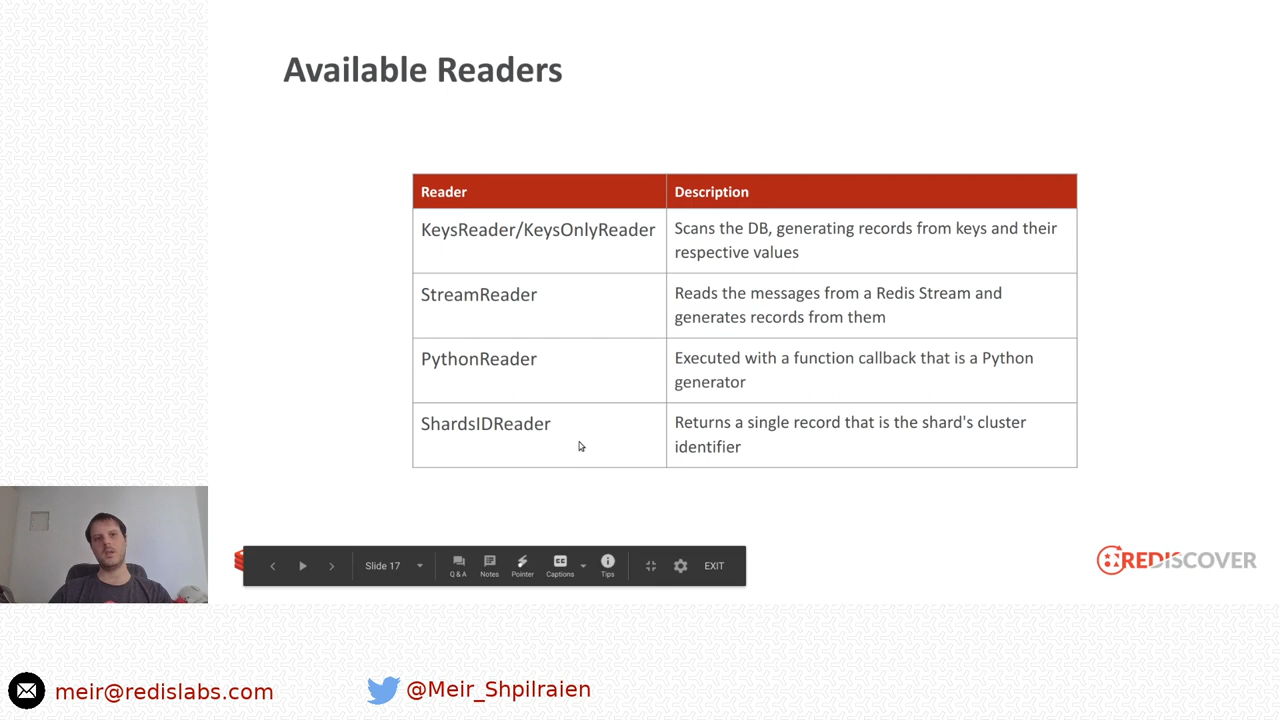 Available Readers
Reader
Description
KeysReader/KeysOnlyReader
Scans the DB, generating records from keys and their
respective values
StreamReader
Reads the messages from a Redis Stream and
generates records from them
PythonReader
Executed with a function callback that is a Python
generator
ShardsIDReader
Returns a single record that is the shard's cluster
identifier
Slide 17
Q & A
Notes
Pointer
CC
Captions
Tips
EXIT
REDISCOVER
meir@redislabs.com
@Meir_Shpilraien